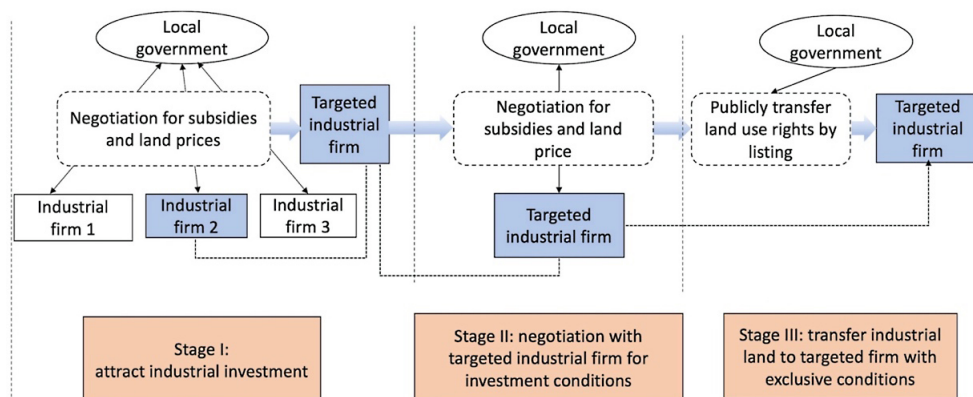 Local
government
Negotiation for subsidies
and land prices
Targeted
industrial
firm
Industrial
firm 1
Industrial
firm 2
Industrial
firm 3
Stage I:
attract industrial investment
Local
government
Negotiation for
subsidies and land
price
Targeted
industrial firm
Stage II: negotiation with
targeted industrial firm for
investment conditions
Local
government
Publicly transfer
land use rights by
listing
Targeted
industrial
firm
Stage III: transfer industrial
land to targeted firm with
exclusive conditions